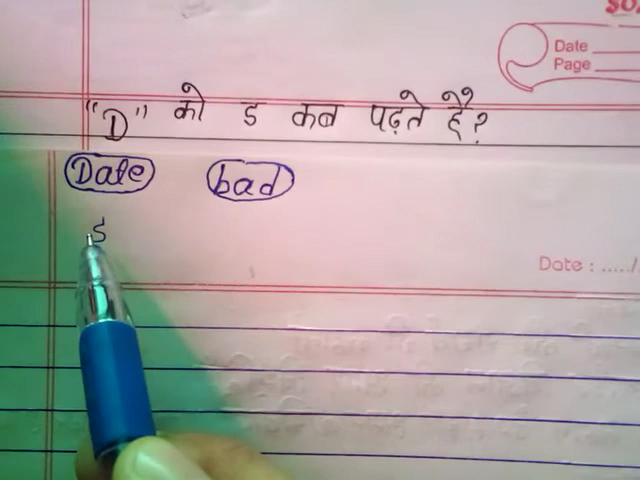 Date
Page
"D" को ड कब पढ़ते है?
Date bad
ड
Date : ...../